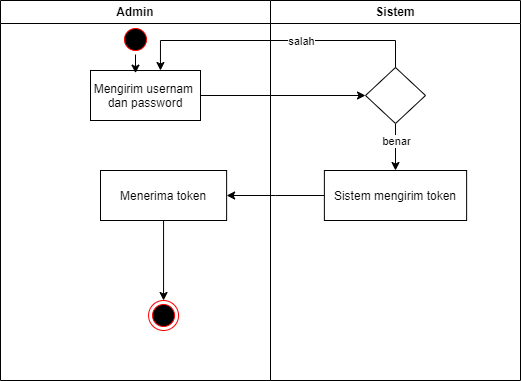 Admin
Sistem
salah
Mengirim usernam
dan password
benar
Menerima token
Sistem mengirim token